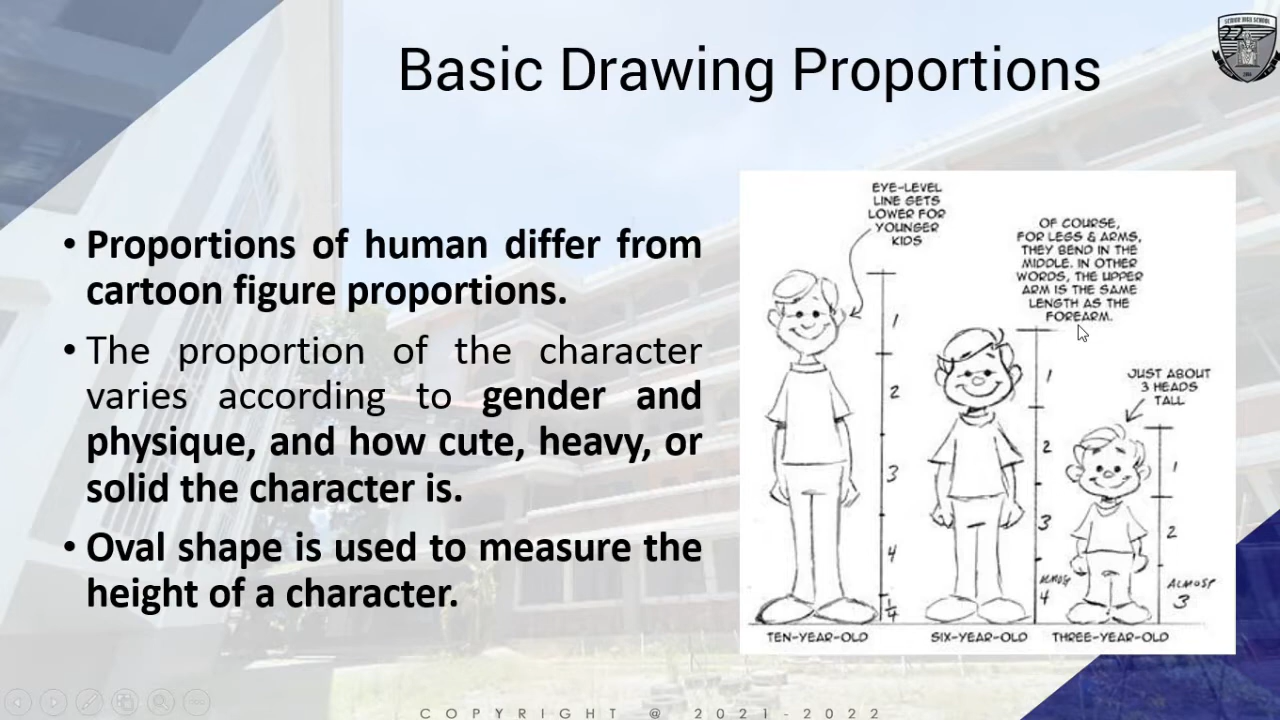 Basic Drawing Proportions
SENIOR HIGH SCHOOL
• Proportions of human differ from
cartoon figure proportions.
• The proportion of the character
varies according to gender and
physique, and how cute, heavy, or
solid the character is.
• Oval shape is used to measure the
height of a character.
EYE-LEVEL
LINE GETS
LOWER FOR
YOUNGER
KIDS
OF COURSE,
FOR LEGS & ARMS,
THEY BEND IN THE
MIDDLE. IN OTHER
WORDS, THE UPPER
ARM IS THE SAME
LENGTH AS THE
FOREARM.
JUST ABOUT
3 HEADS
TALL
1
2
3
4
1/4
1
2
3
ALMOST
4
1
2
ALMOST
3
TEN-YEAR-OLD
SIX-YEAR-OLD
THREE-YEAR-OLD
COPYRIGHT @ 2021-2022